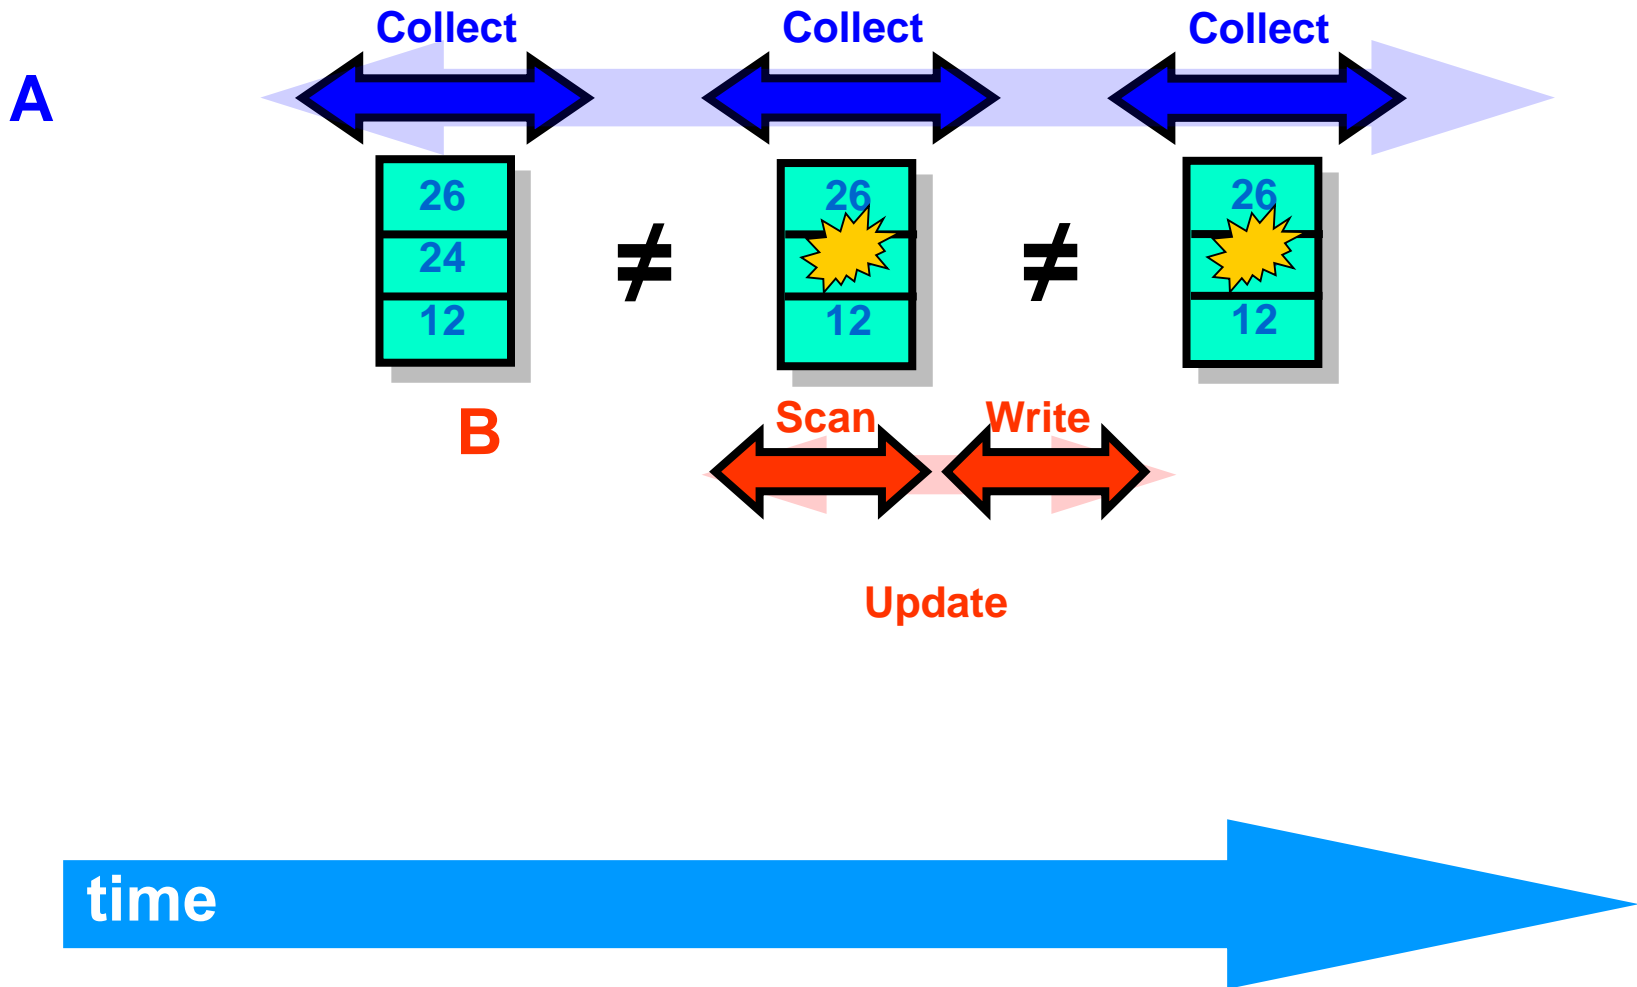 Collect Collect Collect
A
26 26 26
24 ≠ ≠
12 12 12
B Scan Write
Update
time